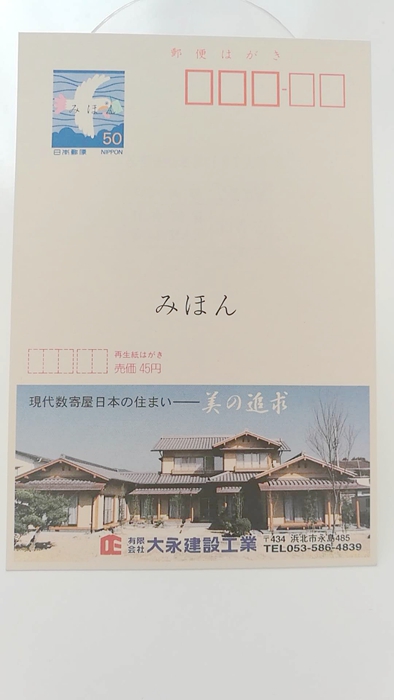 郵便はがき
みほん
50
日本郵便 NIPPON
みほん
再生紙はがき
売価 45円
現代数寄屋日本の住まい──美の追求
有限会社 大永建設工業
〒434 浜北市永島485
TEL053-586-4839